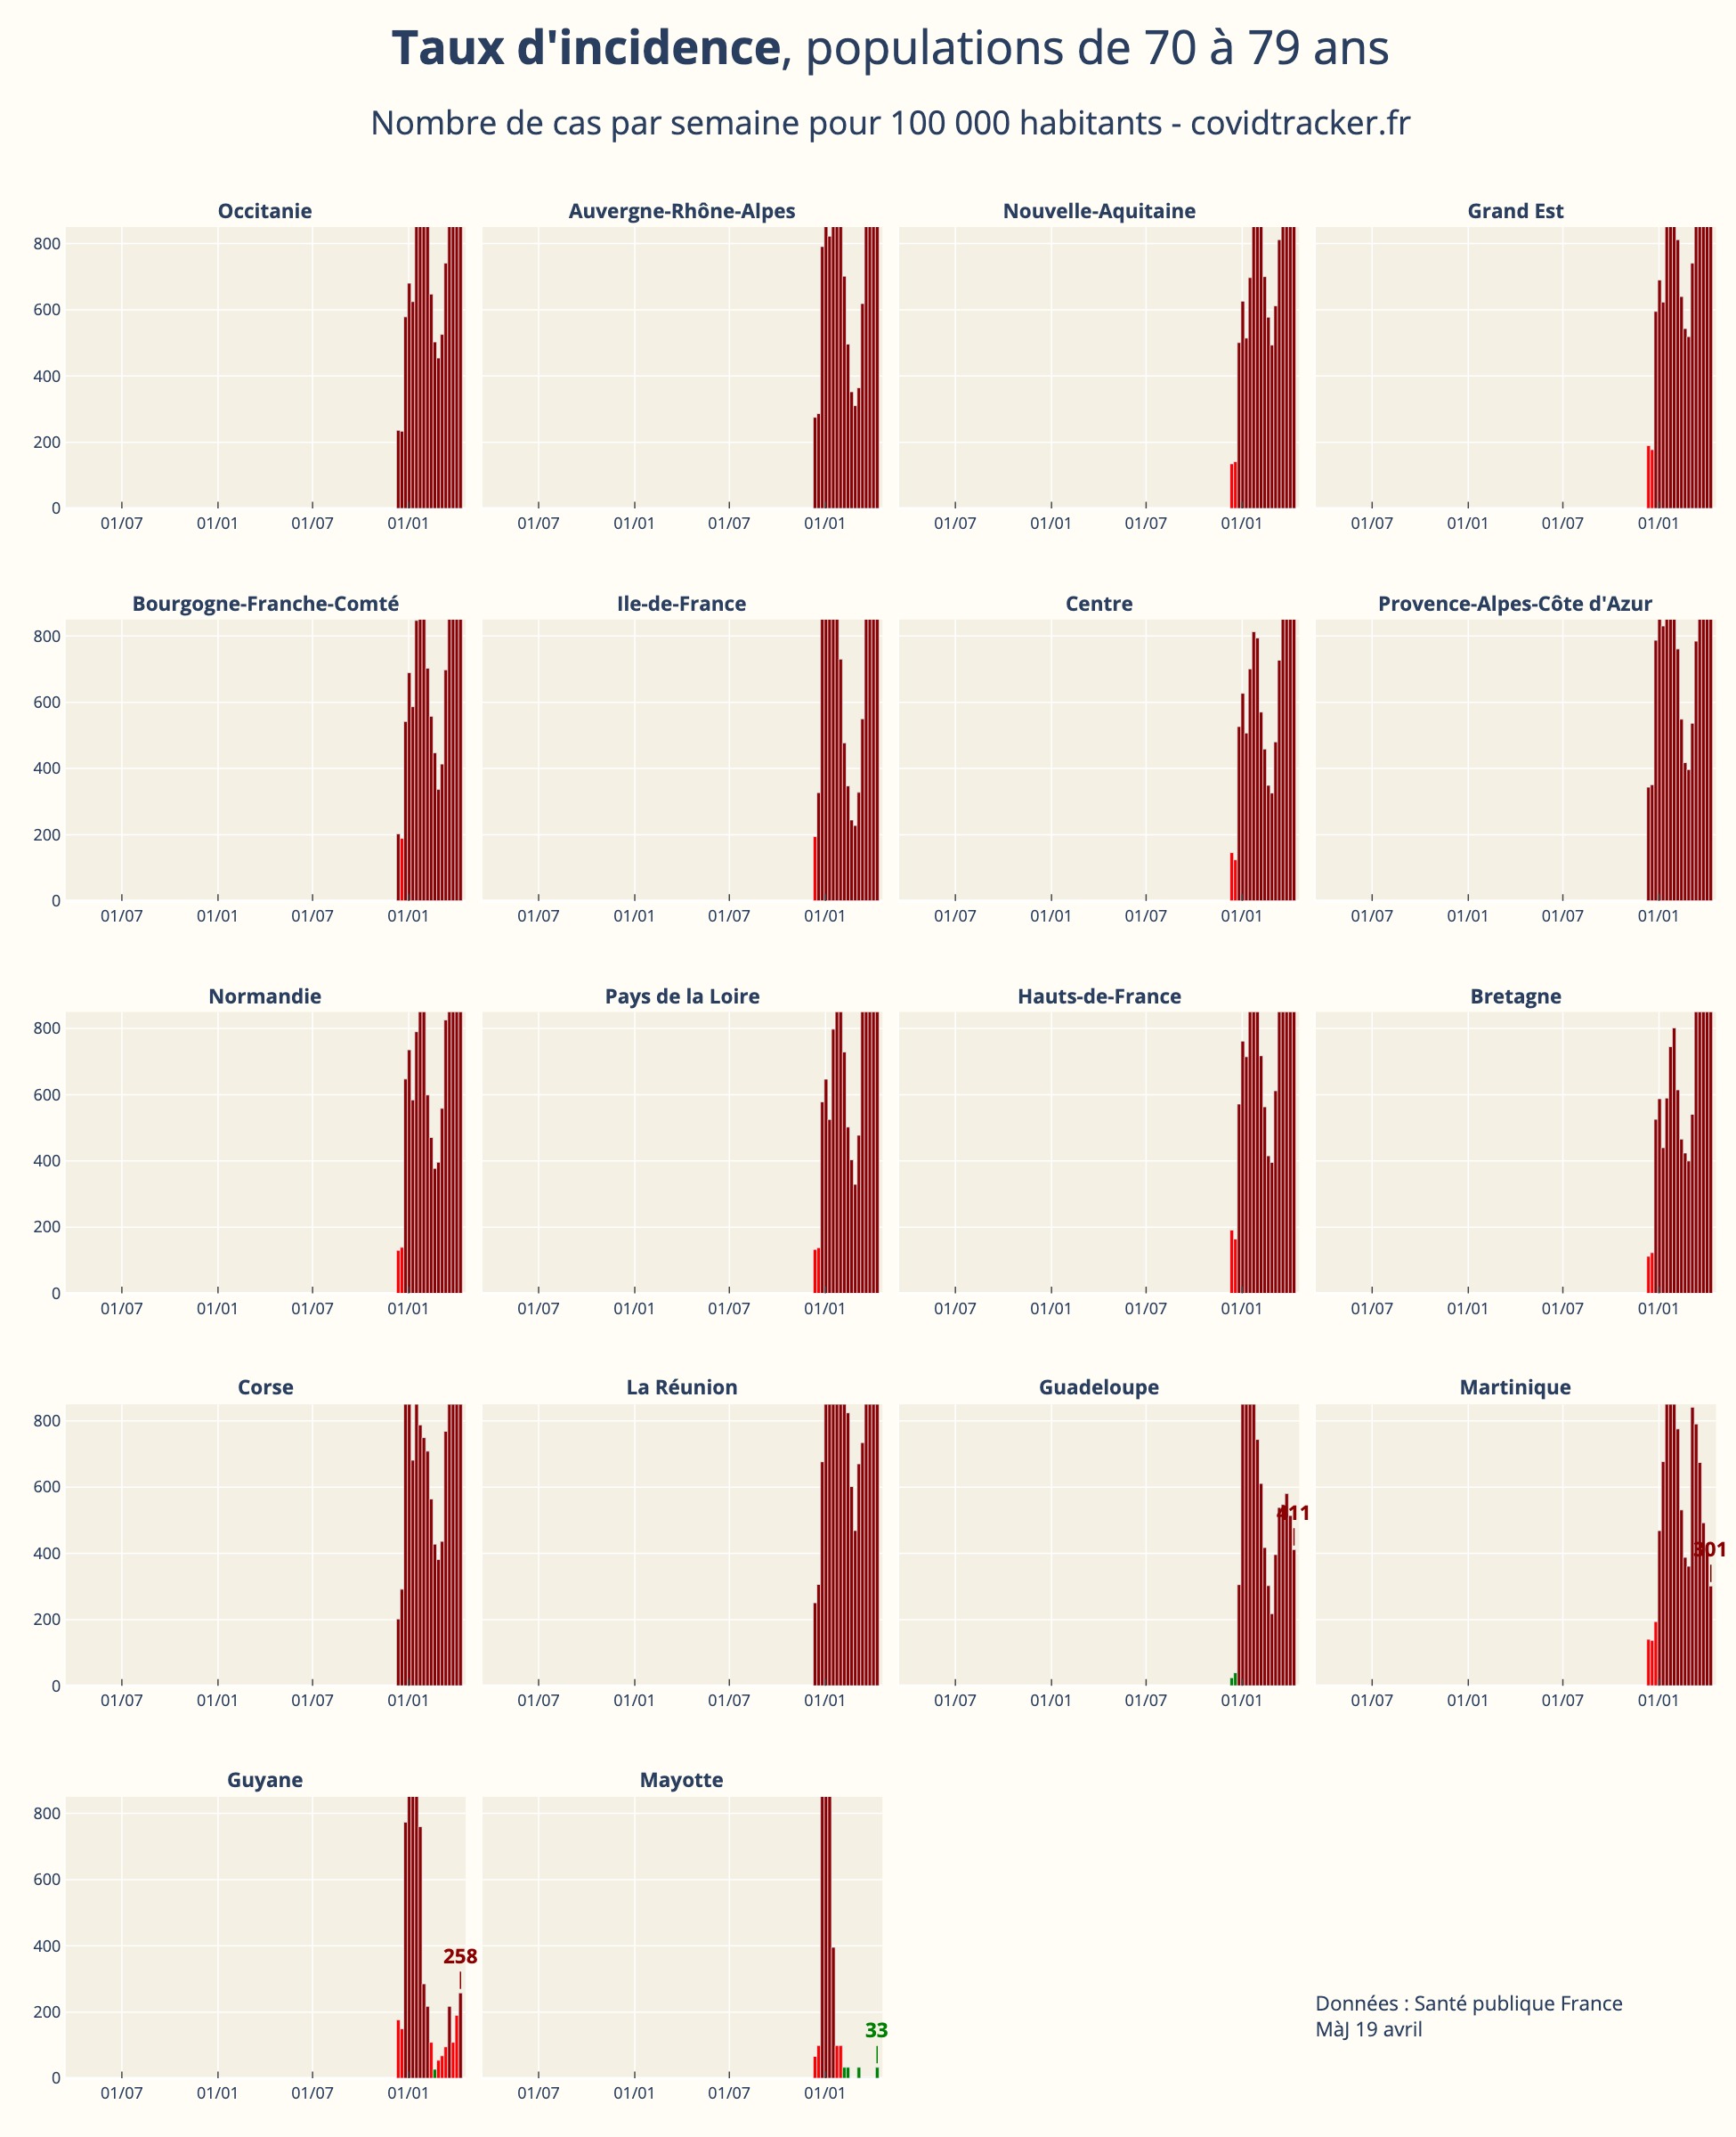 Taux d'incidence, populations de 70 à 79 ans
Nombre de cas par semaine pour 100 000 habitants - covidtracker.fr
Occitanie
Auvergne-Rhône-Alpes
Nouvelle-Aquitaine
Grand Est
800
600
400
200
0
01/07 01/01 01/07 01/01
01/07 01/01 01/07 01/01
01/07 01/01 01/07 01/01
01/07 01/01 01/07 01/01
Bourgogne-Franche-Comté
Ile-de-France
Centre
Provence-Alpes-Côte d'Azur
800
600
400
200
0
01/07 01/01 01/07 01/01
01/07 01/01 01/07 01/01
01/07 01/01 01/07 01/01
01/07 01/01 01/07 01/01
Normandie
Pays de la Loire
Hauts-de-France
Bretagne
800
600
400
200
0
01/07 01/01 01/07 01/01
01/07 01/01 01/07 01/01
01/07 01/01 01/07 01/01
01/07 01/01 01/07 01/01
Corse
La Réunion
Guadeloupe
Martinique
800
600
400
200
0
411
301
01/07 01/01 01/07 01/01
01/07 01/01 01/07 01/01
01/07 01/01 01/07 01/01
01/07 01/01 01/07 01/01
Guyane
Mayotte
800
600
400
200
0
258
33
01/07 01/01 01/07 01/01
01/07 01/01 01/07 01/01
Données : Santé publique France
MàJ 19 avril